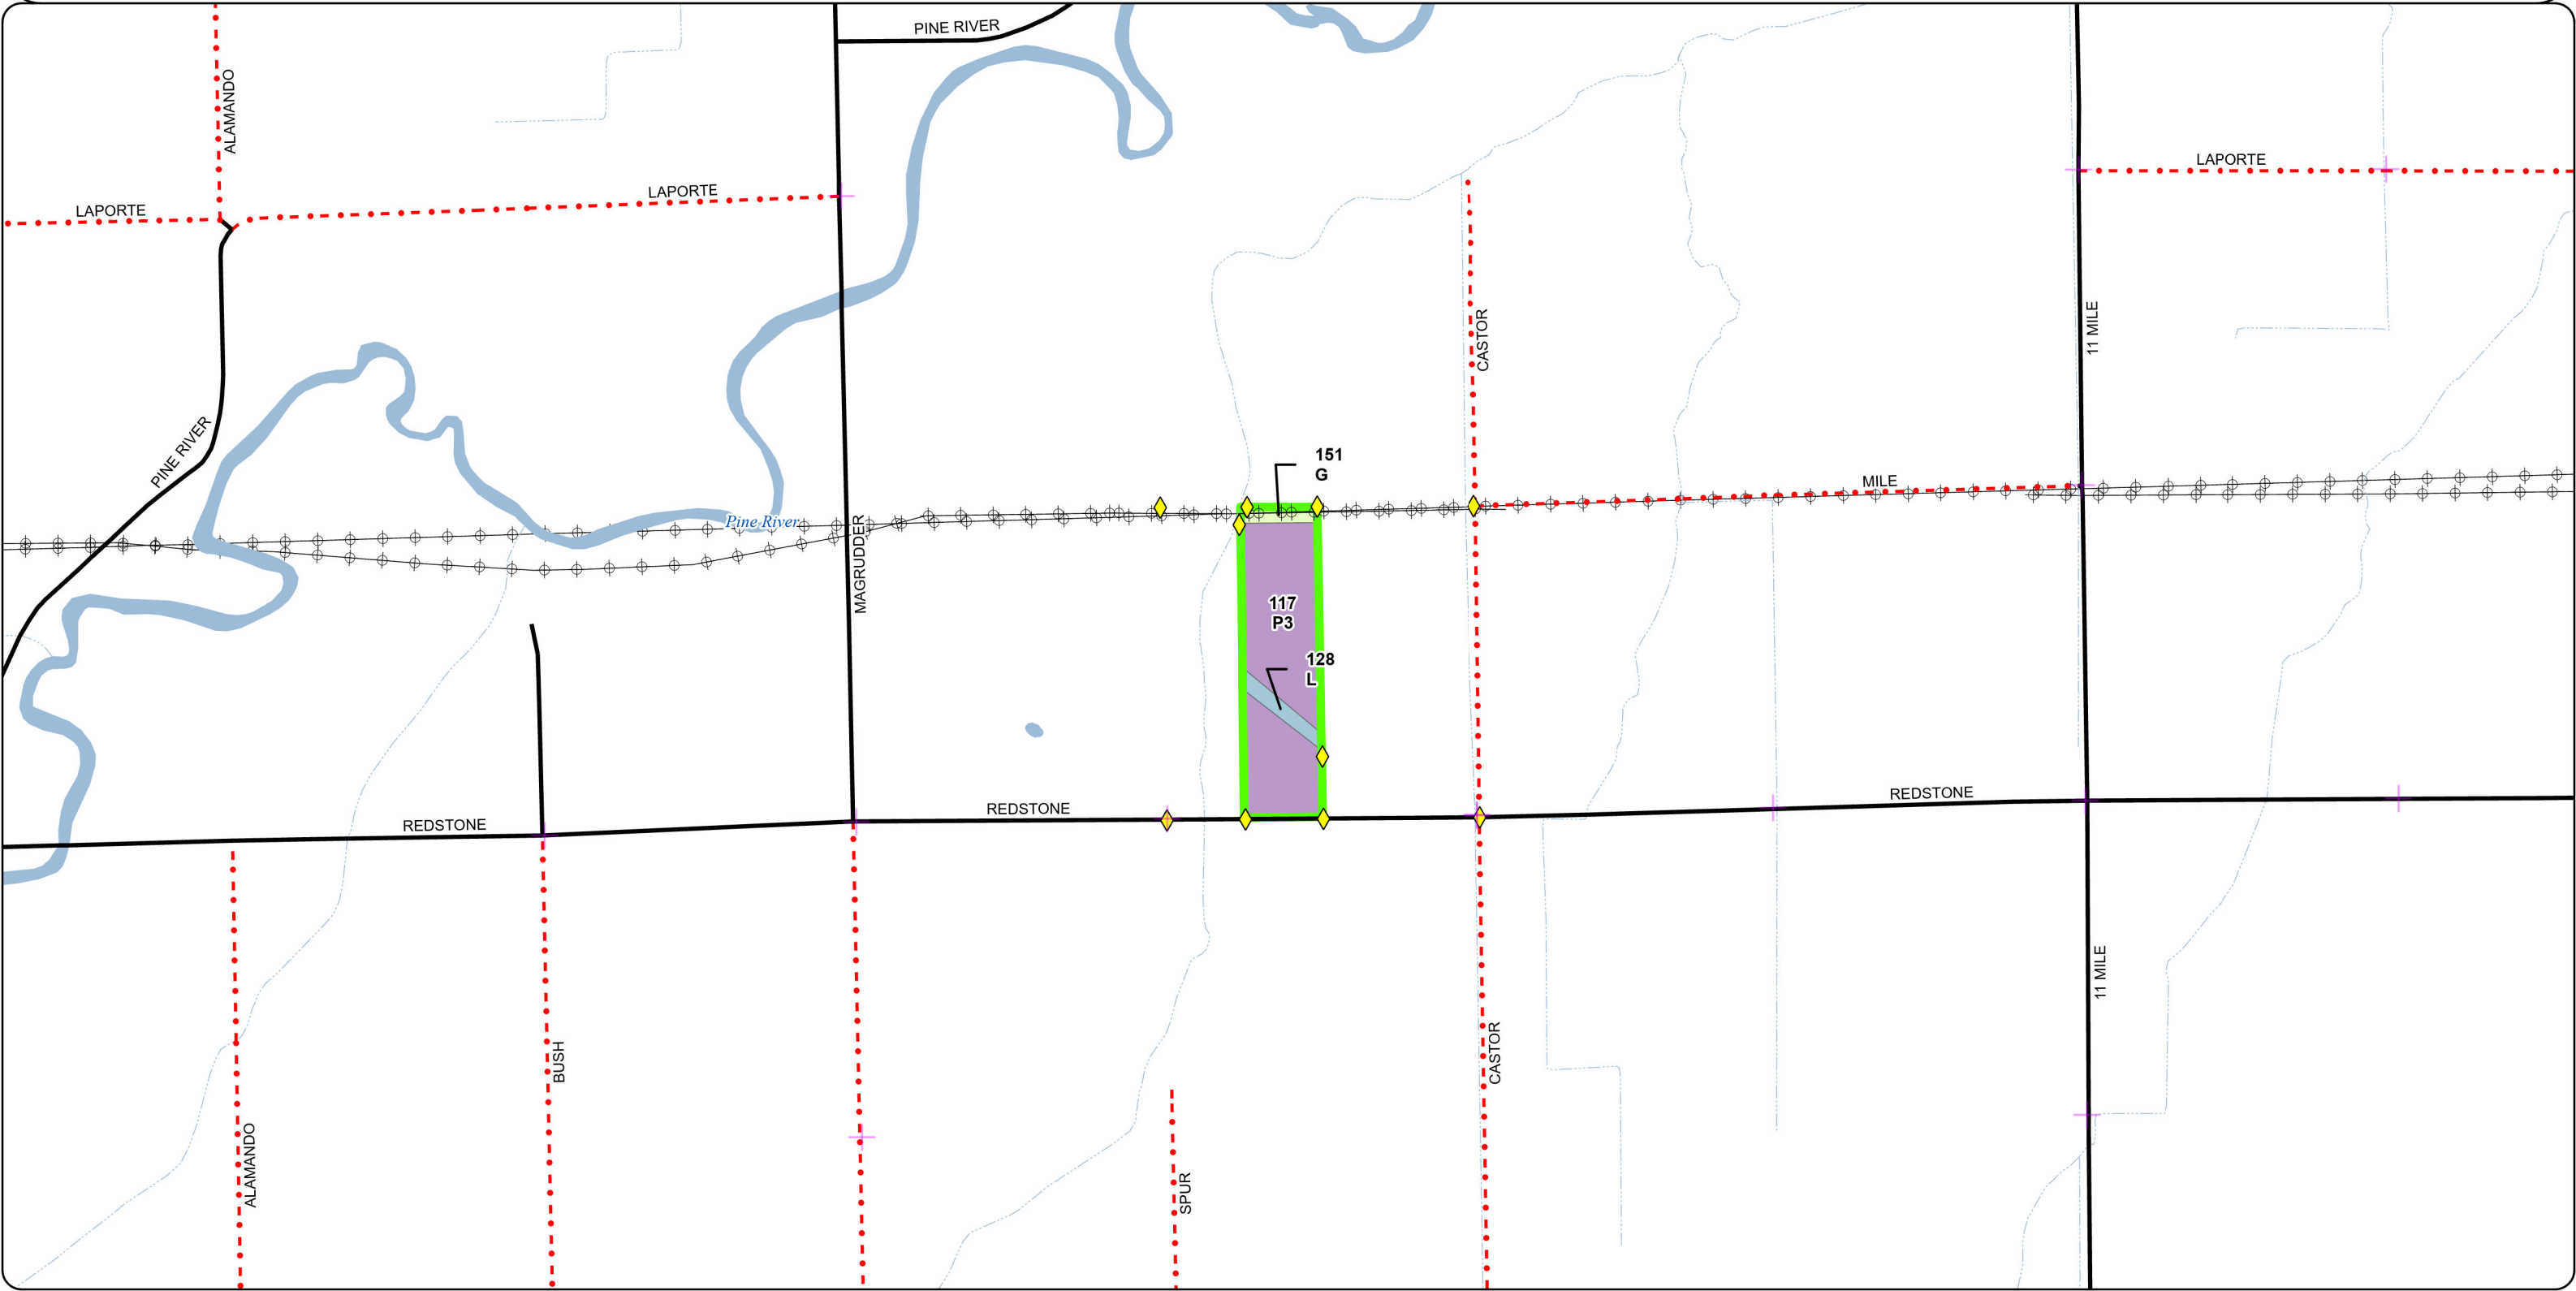 PINE RIVER
ALAMANDO
LAPORTE
LAPORTE
LAPORTE
11 MILE
CASTOR
PINE RIVER
151
G
MILE
Pine River
MAGRUDDER
117
P3
128
L
REDSTONE
REDSTONE
REDSTONE
11 MILE
BUSH
CASTOR
ALAMANDO
SPUR